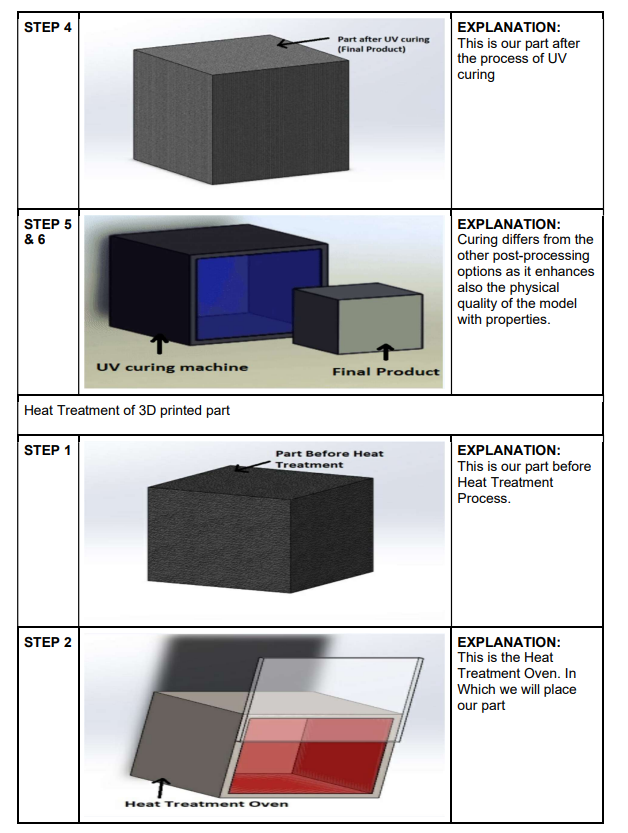 STEP 4
Part after UV curing
(Final Product)
EXPLANATION:
This is our part after
the process of UV
curing
STEP 5
& 6
UV curing machine
Final Product
EXPLANATION:
Curing differs from the
other post-processing
options as it enhances
also the physical
quality of the model
with properties.
Heat Treatment of 3D printed part
STEP 1
Part Before Heat
Treatment
EXPLANATION:
This is our part before
Heat Treatment
Process.
STEP 2
Heat Treatment Oven
EXPLANATION:
This is the Heat
Treatment Oven. In
Which we will place
our part